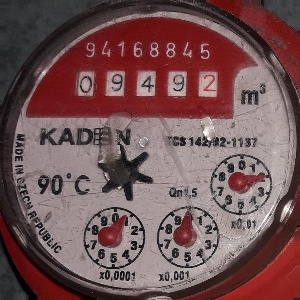 94168845
09492 m³
KADEN TCS 142/92-1137
90°C Qn1,5
MADE IN CZECH REPUBLIC
x0,01
x0,0001 x0,001